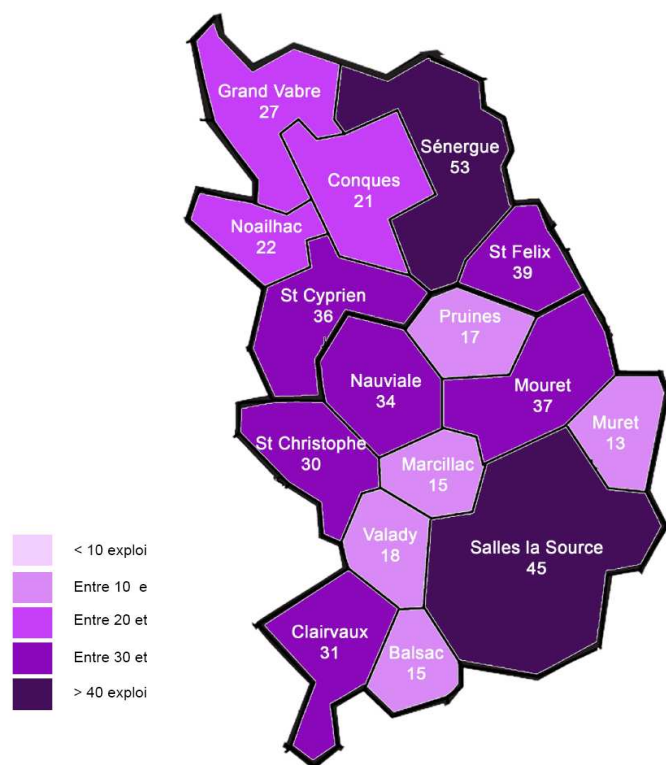 Grand Vabre
27
Sénergue
53
Conques
21
Noailhac
22
St Felix
39
St Cyprien
36
Pruines
17
Nauviale
34
Mouret
37
Muret
13
St Christophe
30
Marcillac
15
Valady
18
Salles la Source
45
Clairvaux
31
Balsac
15
< 10 exploi
Entre 10 e
Entre 20 et
Entre 30 et
> 40 exploi